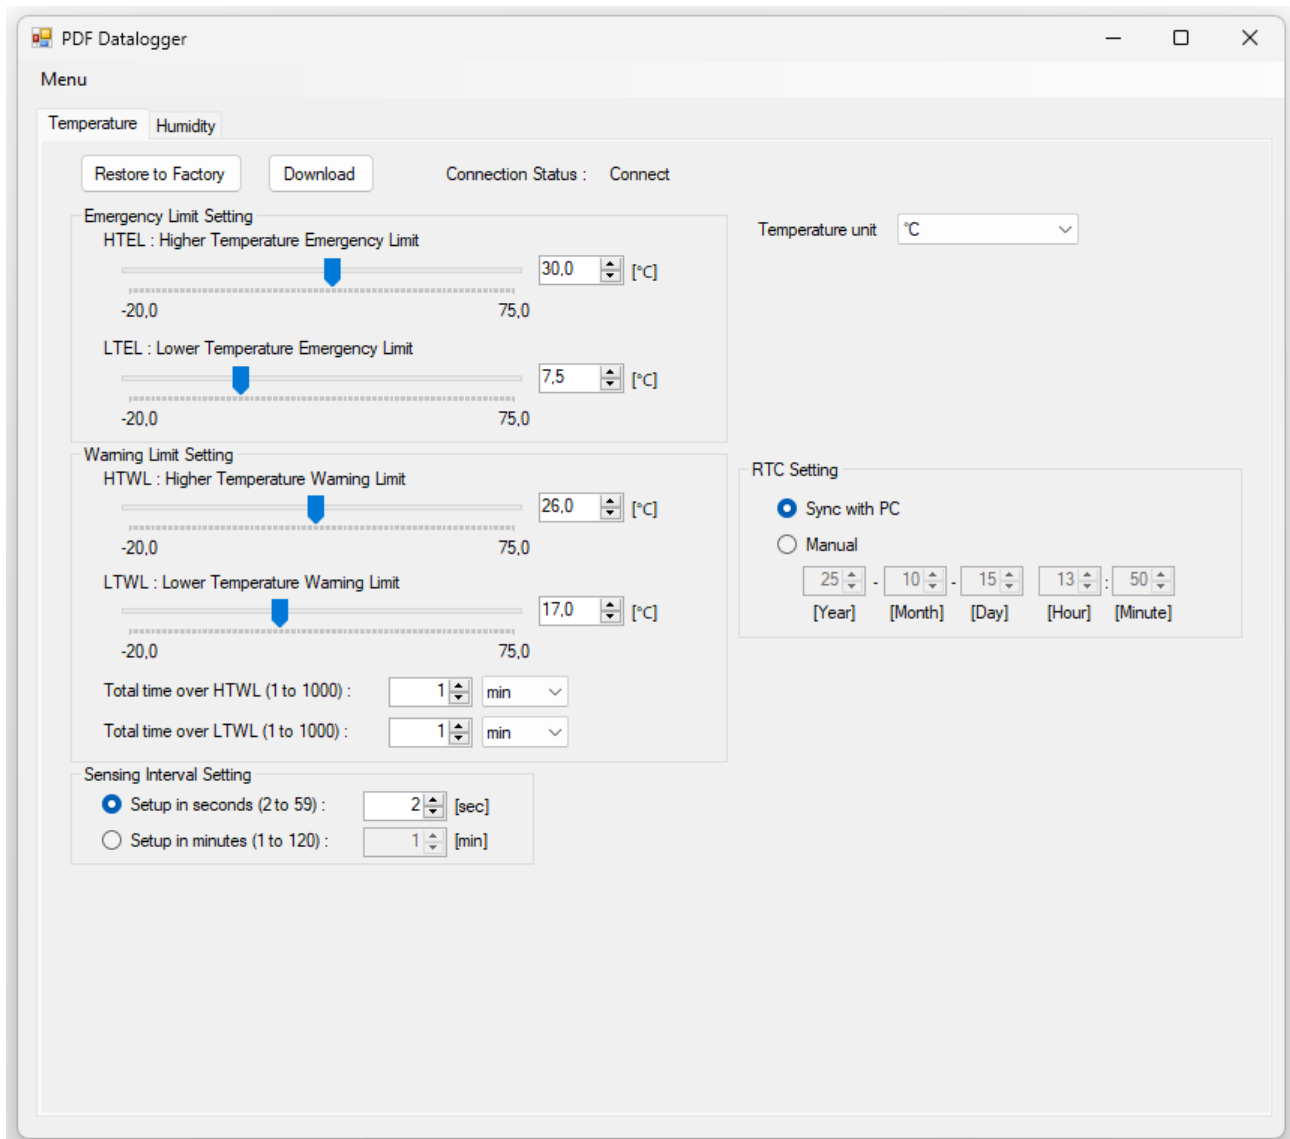 PDF Datalogger
Menu
Temperature Humidity
Restore to Factory Download Connection Status : Connect
Emergency Limit Setting
HTEL : Higher Temperature Emergency Limit
30,0 [°C]
-20,0 75,0
LTEL : Lower Temperature Emergency Limit
7,5 [°C]
-20,0 75,0
Temperature unit °C
Warning Limit Setting
HTWL : Higher Temperature Warning Limit
26,0 [°C]
-20,0 75,0
LTWL : Lower Temperature Warning Limit
17,0 [°C]
-20,0 75,0
Total time over HTWL (1 to 1000) : 1 min
Total time over LTWL (1 to 1000) : 1 min
RTC Setting
Sync with PC
Manual
25 - 10 - 15 13 : 50
[Year] [Month] [Day] [Hour] [Minute]
Sensing Interval Setting
Setup in seconds (2 to 59) : 2 [sec]
Setup in minutes (1 to 120) : 1 [min]